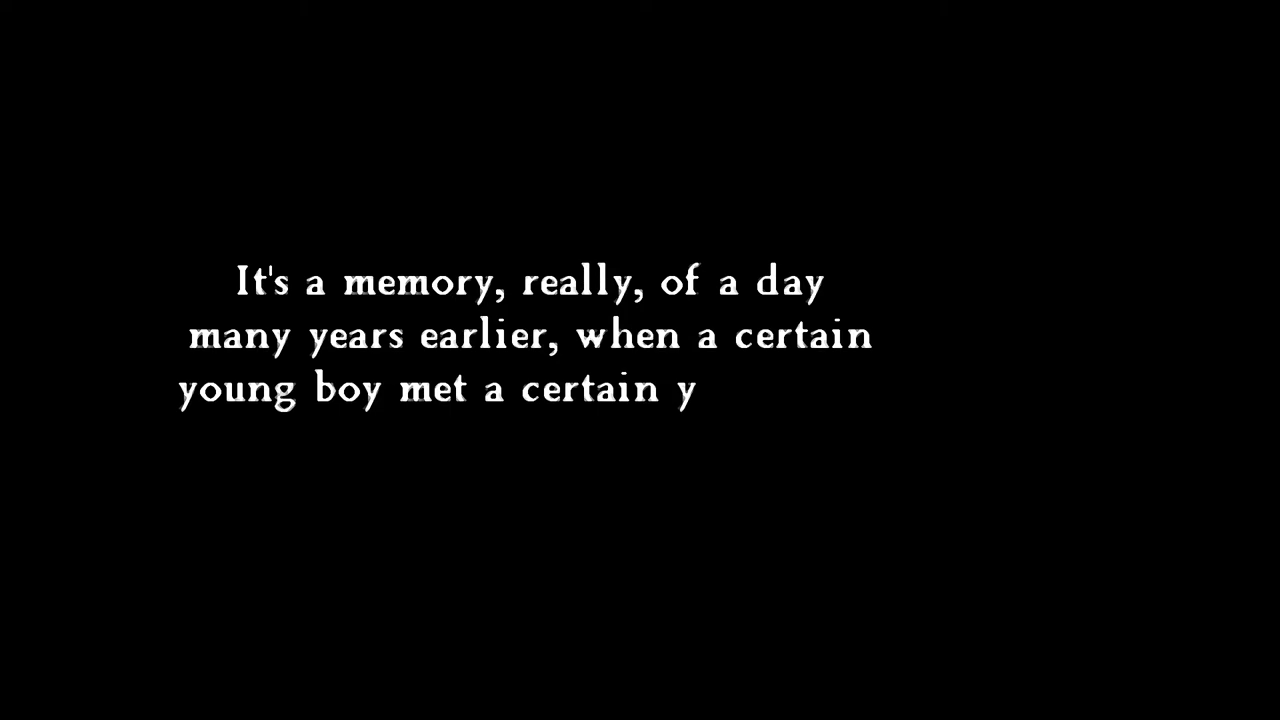 It's a memory, really, of a day
many years earlier, when a certain
young boy met a certain y